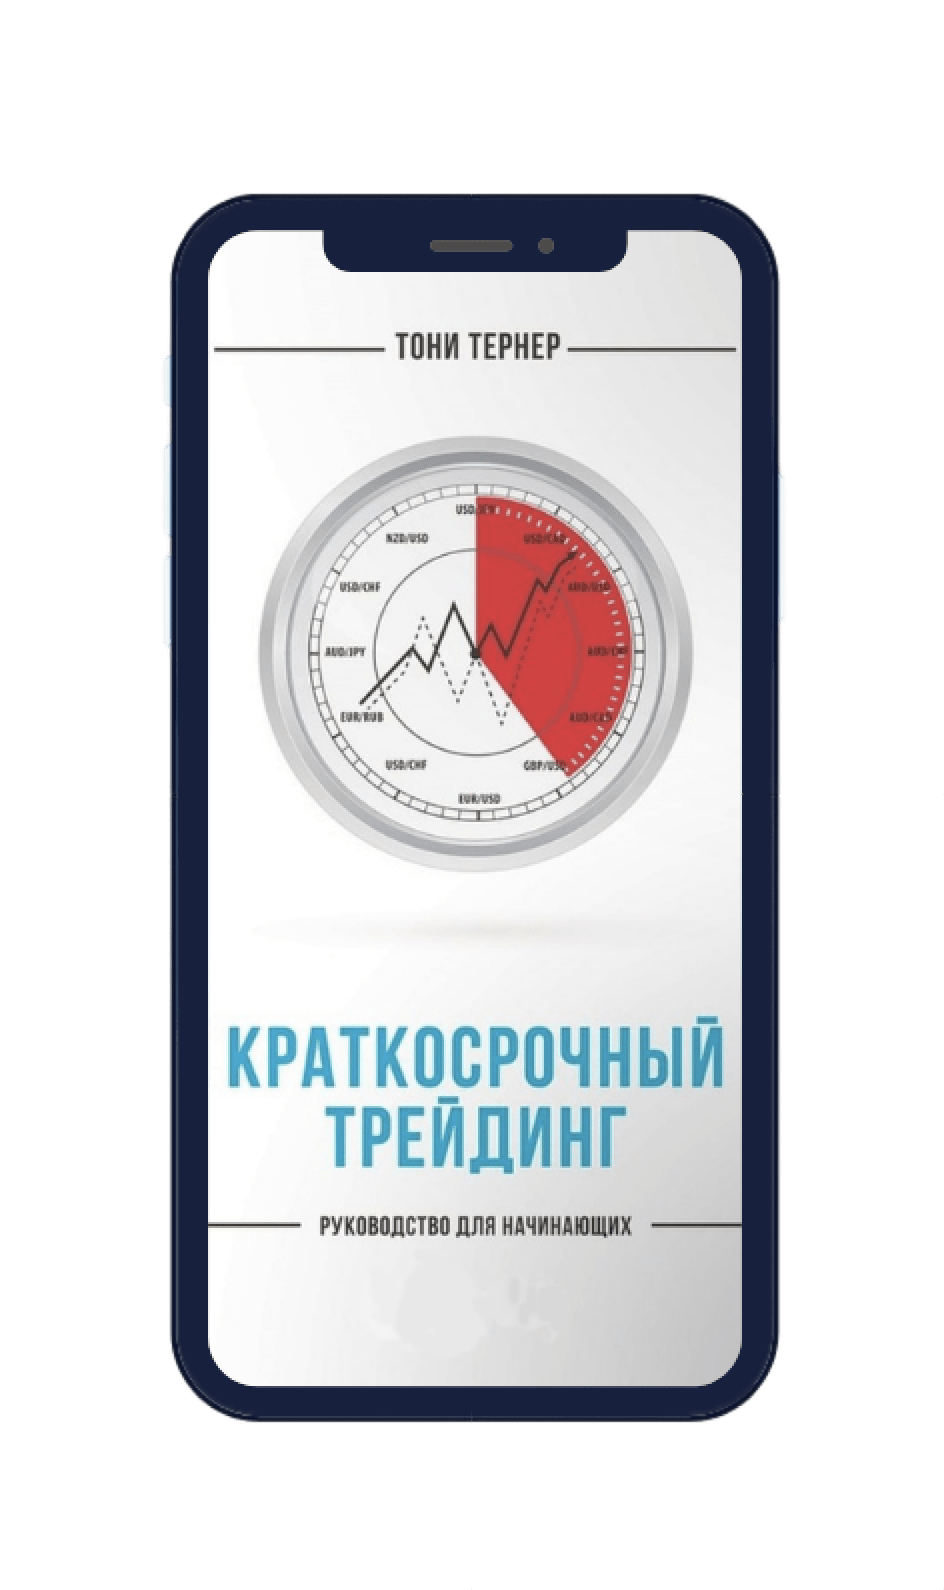 ТОНИ ТЕРНЕР
USD/JPY
NZD/USD
USD/CAD
USD/CHF
AUD/USD
AUD/JPY
AUD/CHF
EUR/RUB
AUD/CAD
USD/CHF
GBP/USD
EUR/USD
КРАТКОСРОЧНЫЙ
ТРЕЙДИНГ
РУКОВОДСТВО ДЛЯ НАЧИНАЮЩИХ